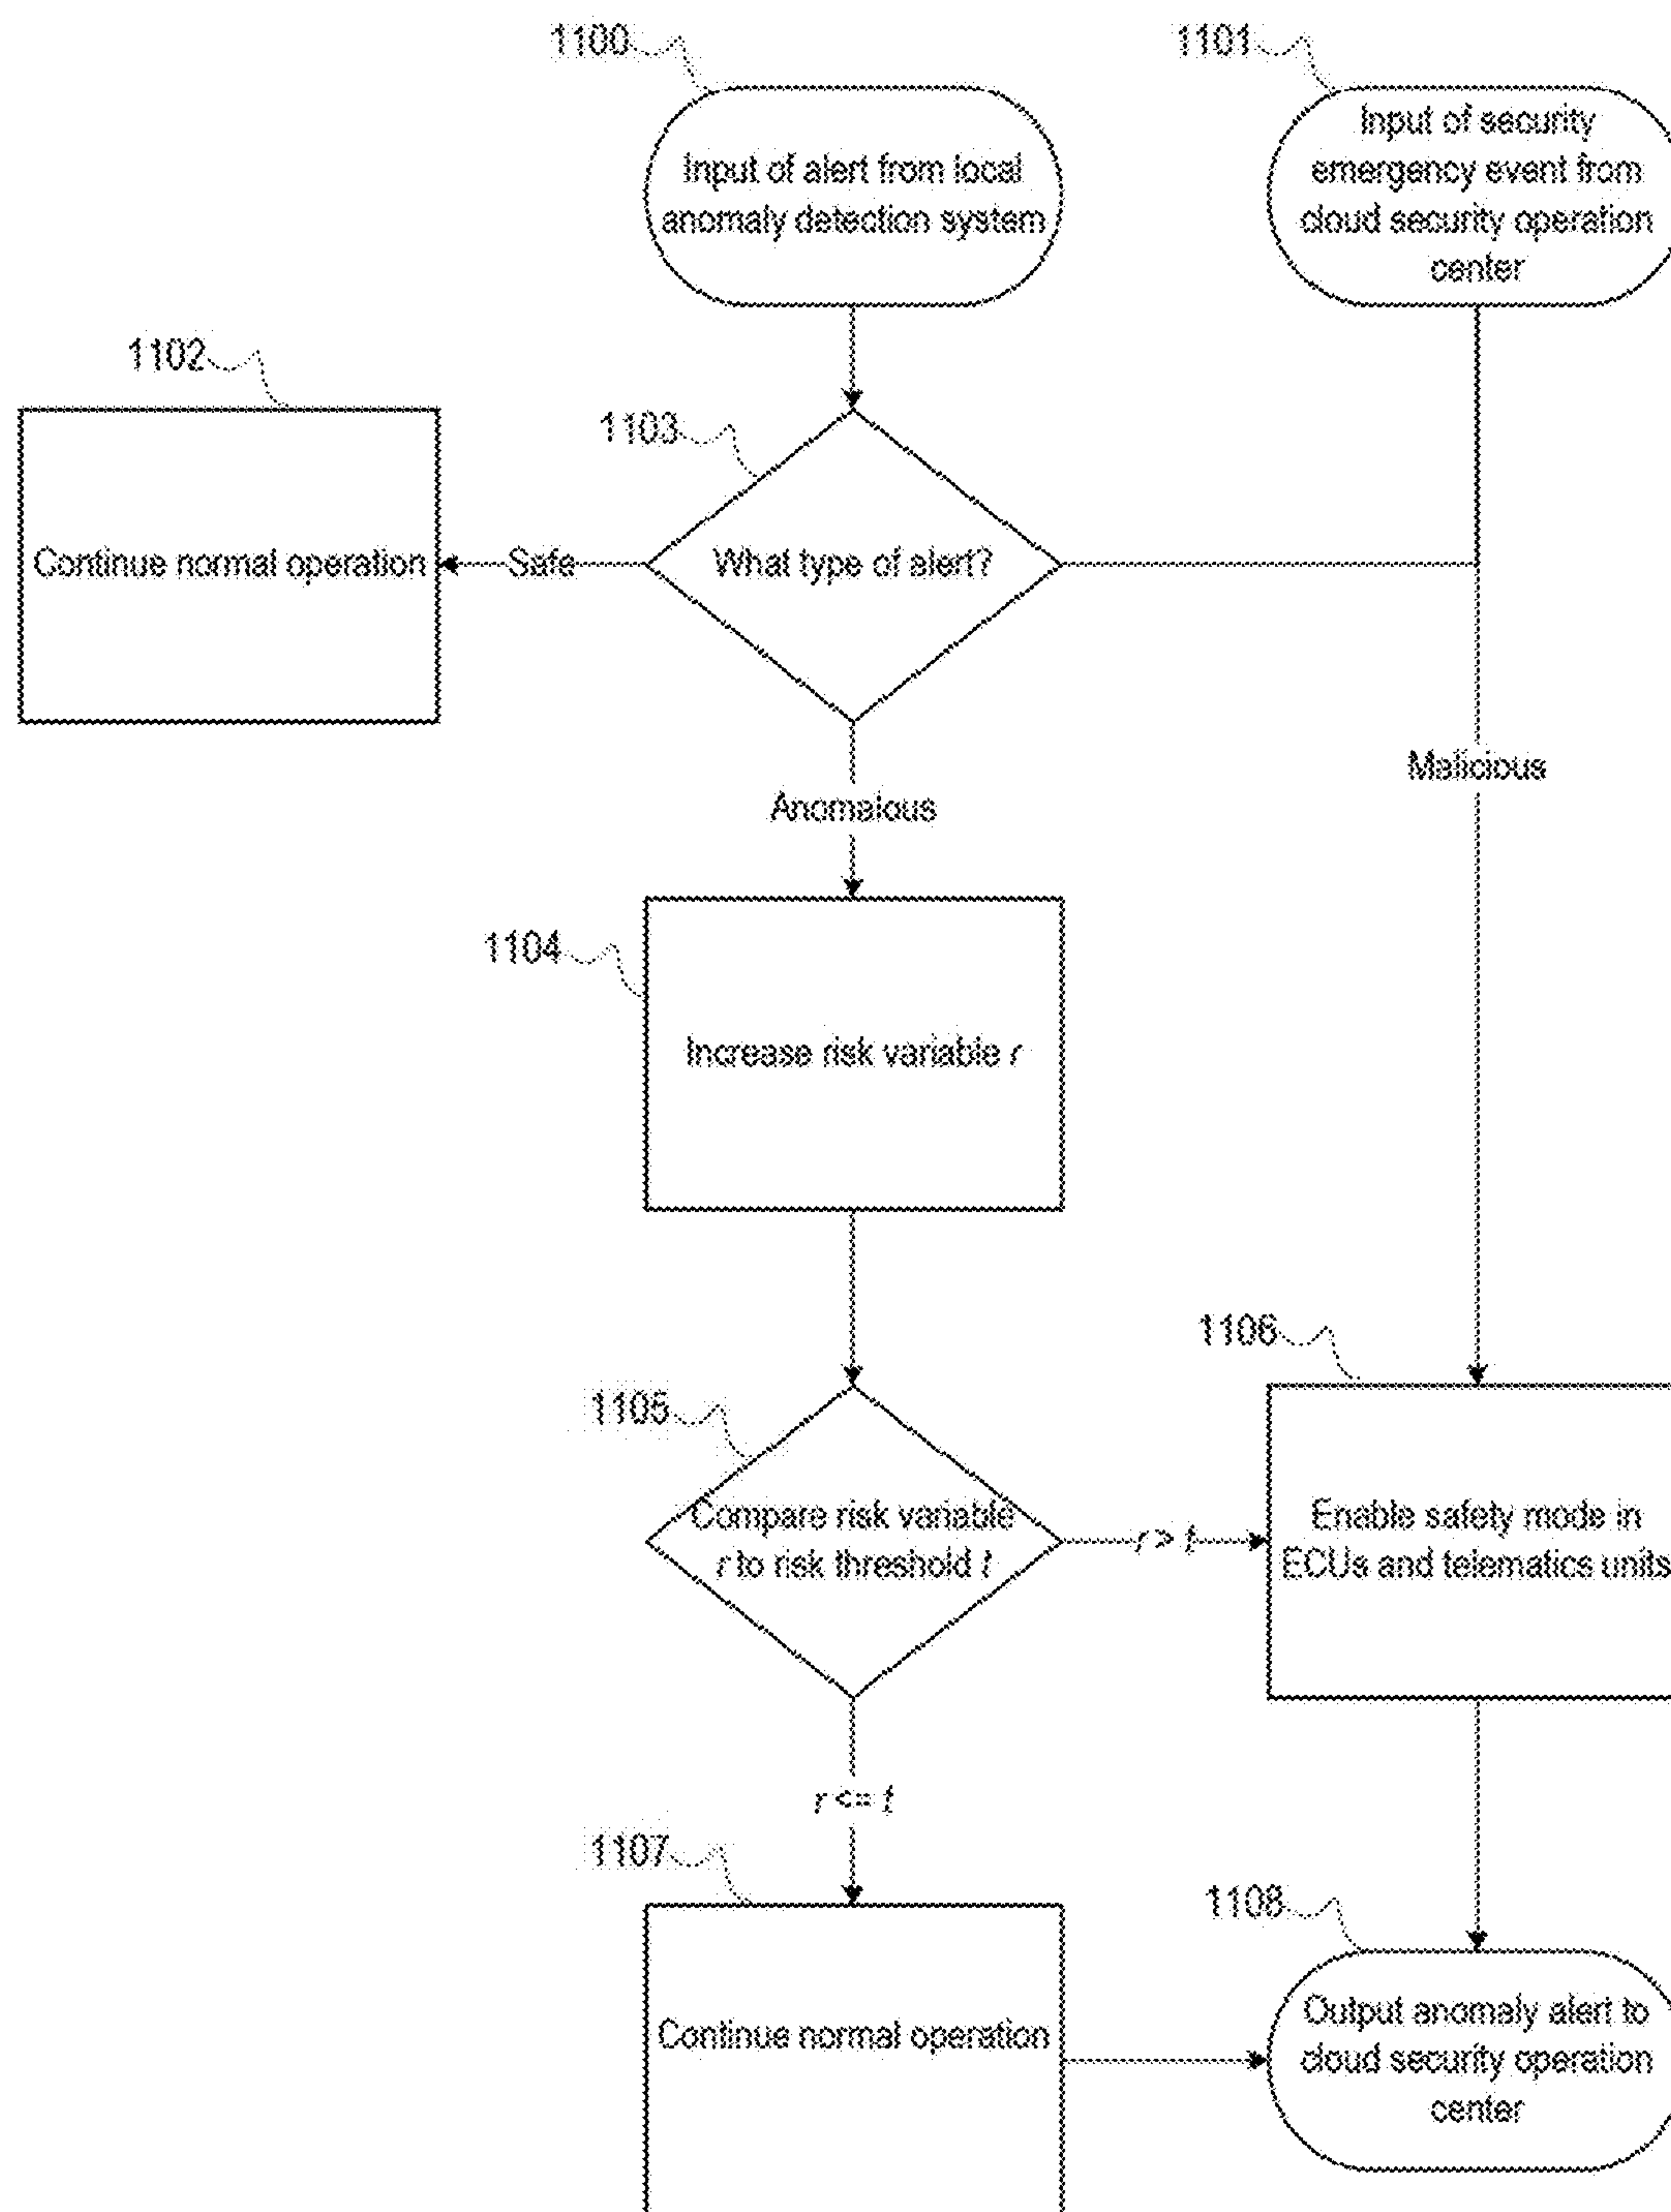 1100
1101
Input of alert from local
anomaly detection system
Input of security
emergency event from
cloud security operation
center
1102
1103
Continue normal operation
Safe
What type of alert?
Malicious
Anomalous
1104
Increase risk variable r
1105
1106
Compare risk variable
r to risk threshold t
r > t
Enable safety mode in
ECUs and telematics units
r <= t
1107
1108
Continue normal operation
Output anomaly alert to
cloud security operation
center